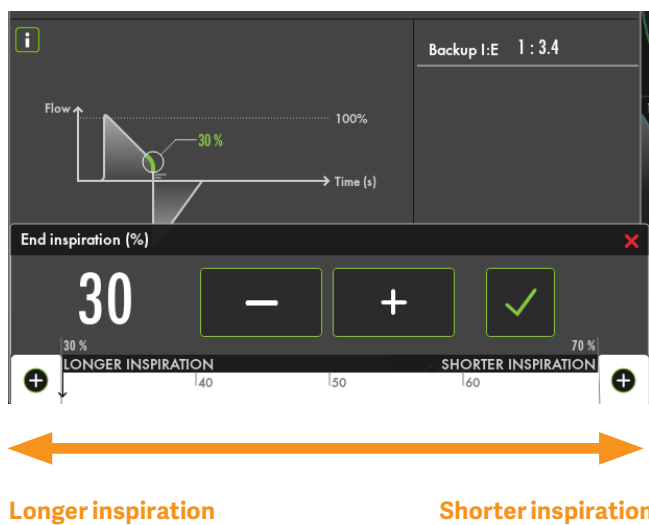 i
Backup I:E 1 : 3.4
Flow
100%
30 %
Time (s)
End inspiration (%)
30
30 %
70 %
LONGER INSPIRATION
SHORTER INSPIRATION
40
50
60
Longer inspiration
Shorter inspiration